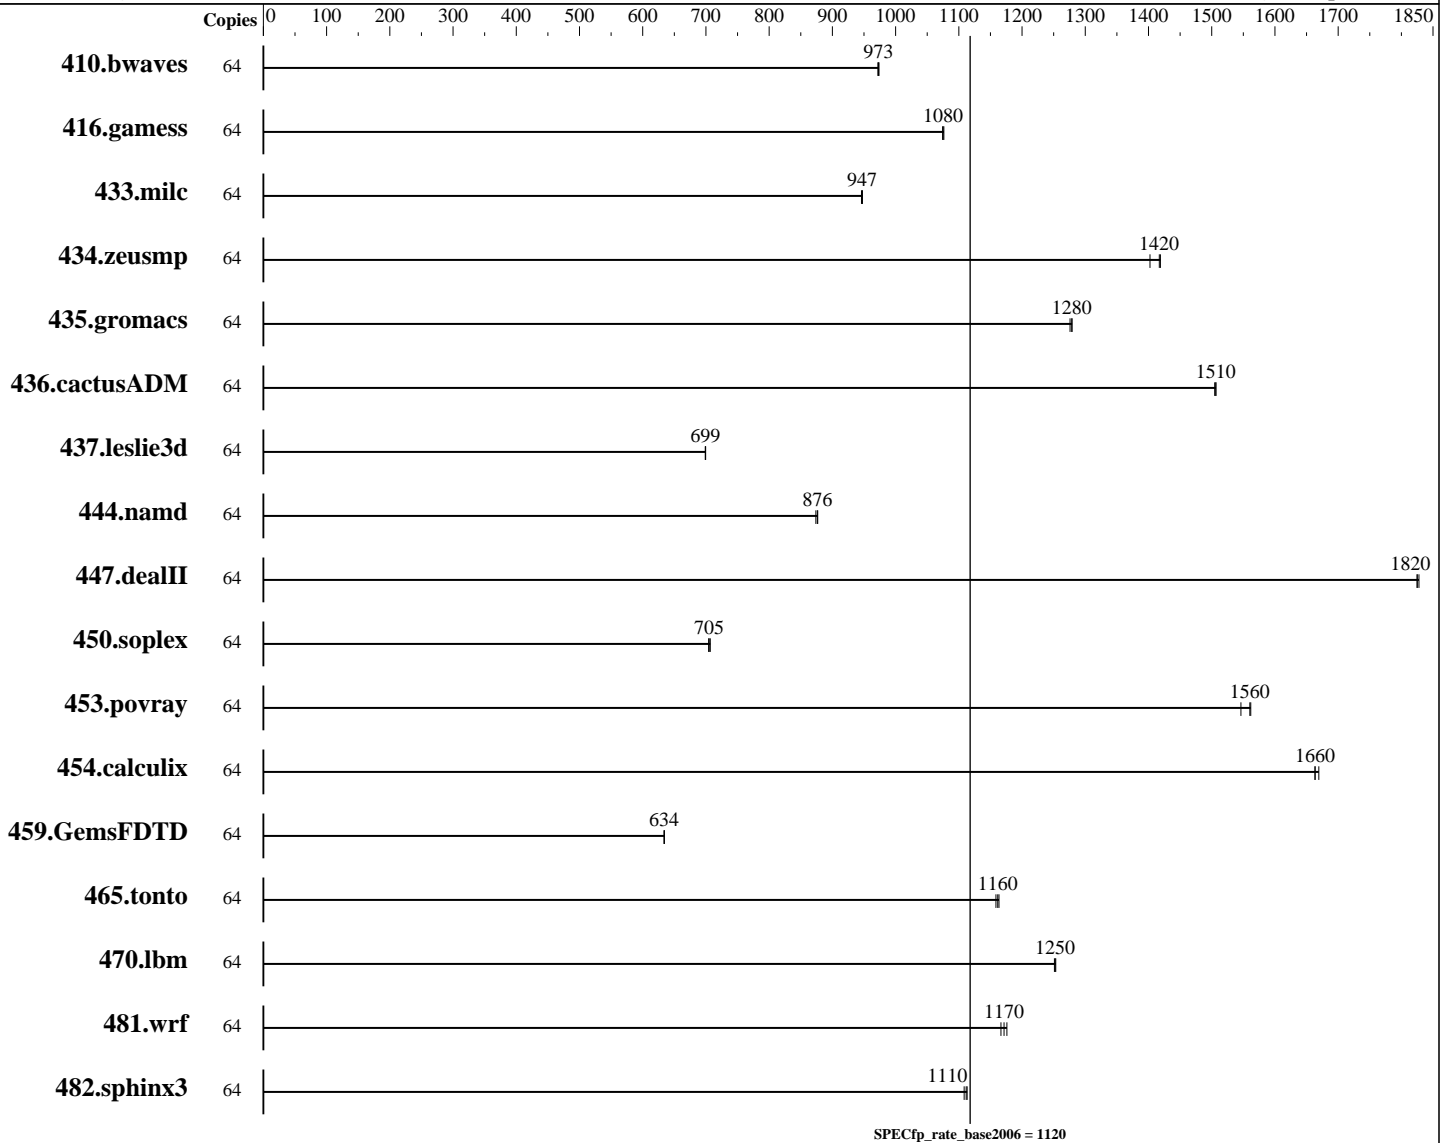 Copies 0 100 200 300 400 500 600 700 800 900 1000 1100 1200 1300 1400 1500 1600 1700 1850
410.bwaves 64 973
416.gamess 64 1080
433.milc 64 947
434.zeusmp 64 1420
435.gromacs 64 1280
436.cactusADM 64 1510
437.leslie3d 64 699
444.namd 64 876
447.dealII 64 1820
450.soplex 64 705
453.povray 64 1560
454.calculix 64 1660
459.GemsFDTD 64 634
465.tonto 64 1160
470.lbm 64 1250
481.wrf 64 1170
482.sphinx3 64 1110
SPECfp_rate_base2006 = 1120